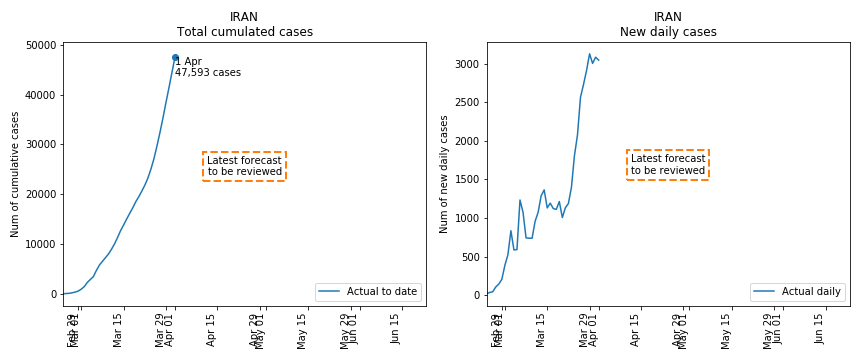 IRAN
Total cumulated cases
Num of cumulative cases
50000
40000
30000
20000
10000
0
1 Apr
47,593 cases
Latest forecast
to be reviewed
Actual to date
Feb 29
Mar 01
Mar 15
Mar 29
Apr 01
Apr 15
Apr 29
May 01
May 15
May 29
Jun 01
Jun 15
IRAN
New daily cases
Num of new daily cases
3000
2500
2000
1500
1000
500
0
Latest forecast
to be reviewed
Actual daily
Feb 29
Mar 01
Mar 15
Mar 29
Apr 01
Apr 15
Apr 29
May 01
May 15
May 29
Jun 01
Jun 15